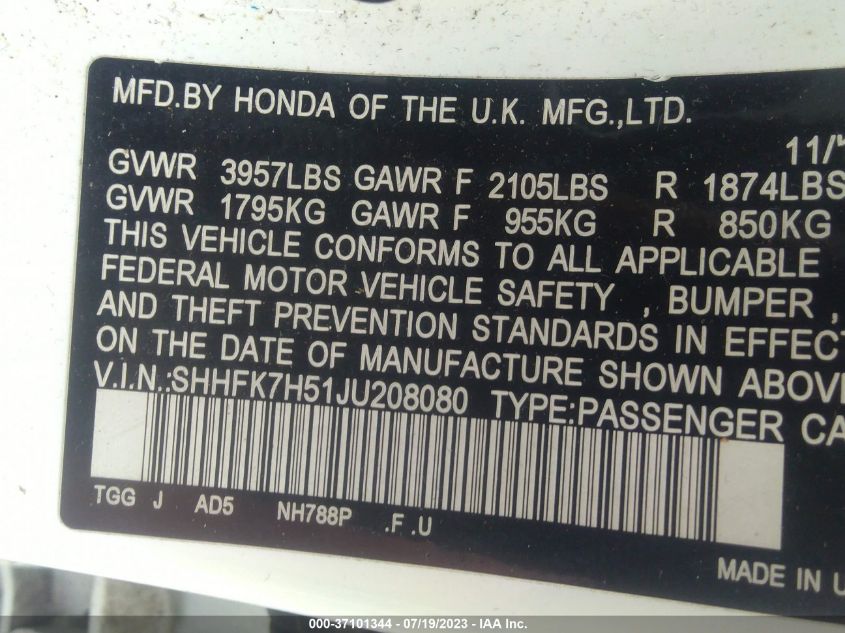 MFD.BY HONDA OF THE U.K. MFG.,LTD.
11/
GVWR 3957LBS GAWR F 2105LBS R 1874LBS
GVWR 1795KG GAWR F 955KG R 850KG
THIS VEHICLE CONFORMS TO ALL APPLICABLE
FEDERAL MOTOR VEHICLE SAFETY , BUMPER ,
AND THEFT PREVENTION STANDARDS IN EFFECT
ON THE DATE OF MANUFACTURE SHOWN ABOVE
V.I.N.:SHHFK7H51JU208080 TYPE:PASSENGER CA
TGG J AD5 NH788P .F .U
MADE IN U
000-37101344 - 07/19/2023 - IAA Inc.